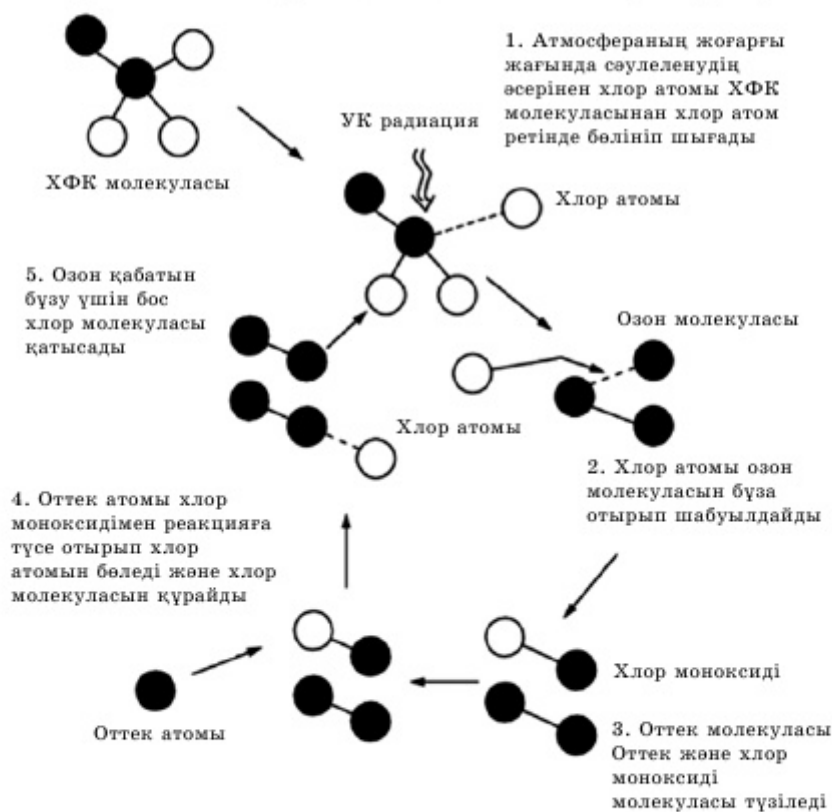 1. Атмосфераның жоғарғы
жағында сәулеленудің
әсерінен хлор атомы ХФК
молекуласынан хлор атом
ретінде бөлініп шығады
УК радиация
ХФК молекуласы
Хлор атомы
5. Озон қабатын
бұзу үшін бос
хлор молекуласы
қатысады
Озон молекуласы
Хлор атомы
2. Хлор атомы озон
молекуласын бұза
отырып шабуылдайды
4. Оттек атомы хлор
моноксидімен реакцияға
түсе отырып хлор
атомын бөледі және хлор
молекуласын құрайды
Хлор моноксиді
Оттек атомы
3. Оттек молекуласы
Оттек және хлор
моноксиді
молекуласы түзіледі